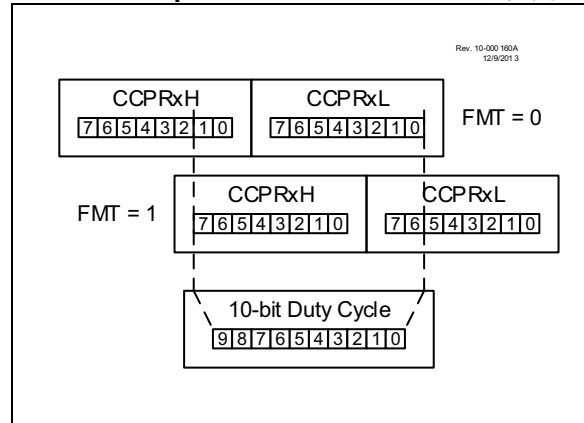 Rev. 10-000 160A
12/9/201 3
CCPRxH CCPRxL
7 6 5 4 3 2 1 0 7 6 5 4 3 2 1 0 FMT = 0
CCPRxH CCPRxL
FMT = 1 7 6 5 4 3 2 1 0 7 6 5 4 3 2 1 0
10-bit Duty Cycle
9 8 7 6 5 4 3 2 1 0